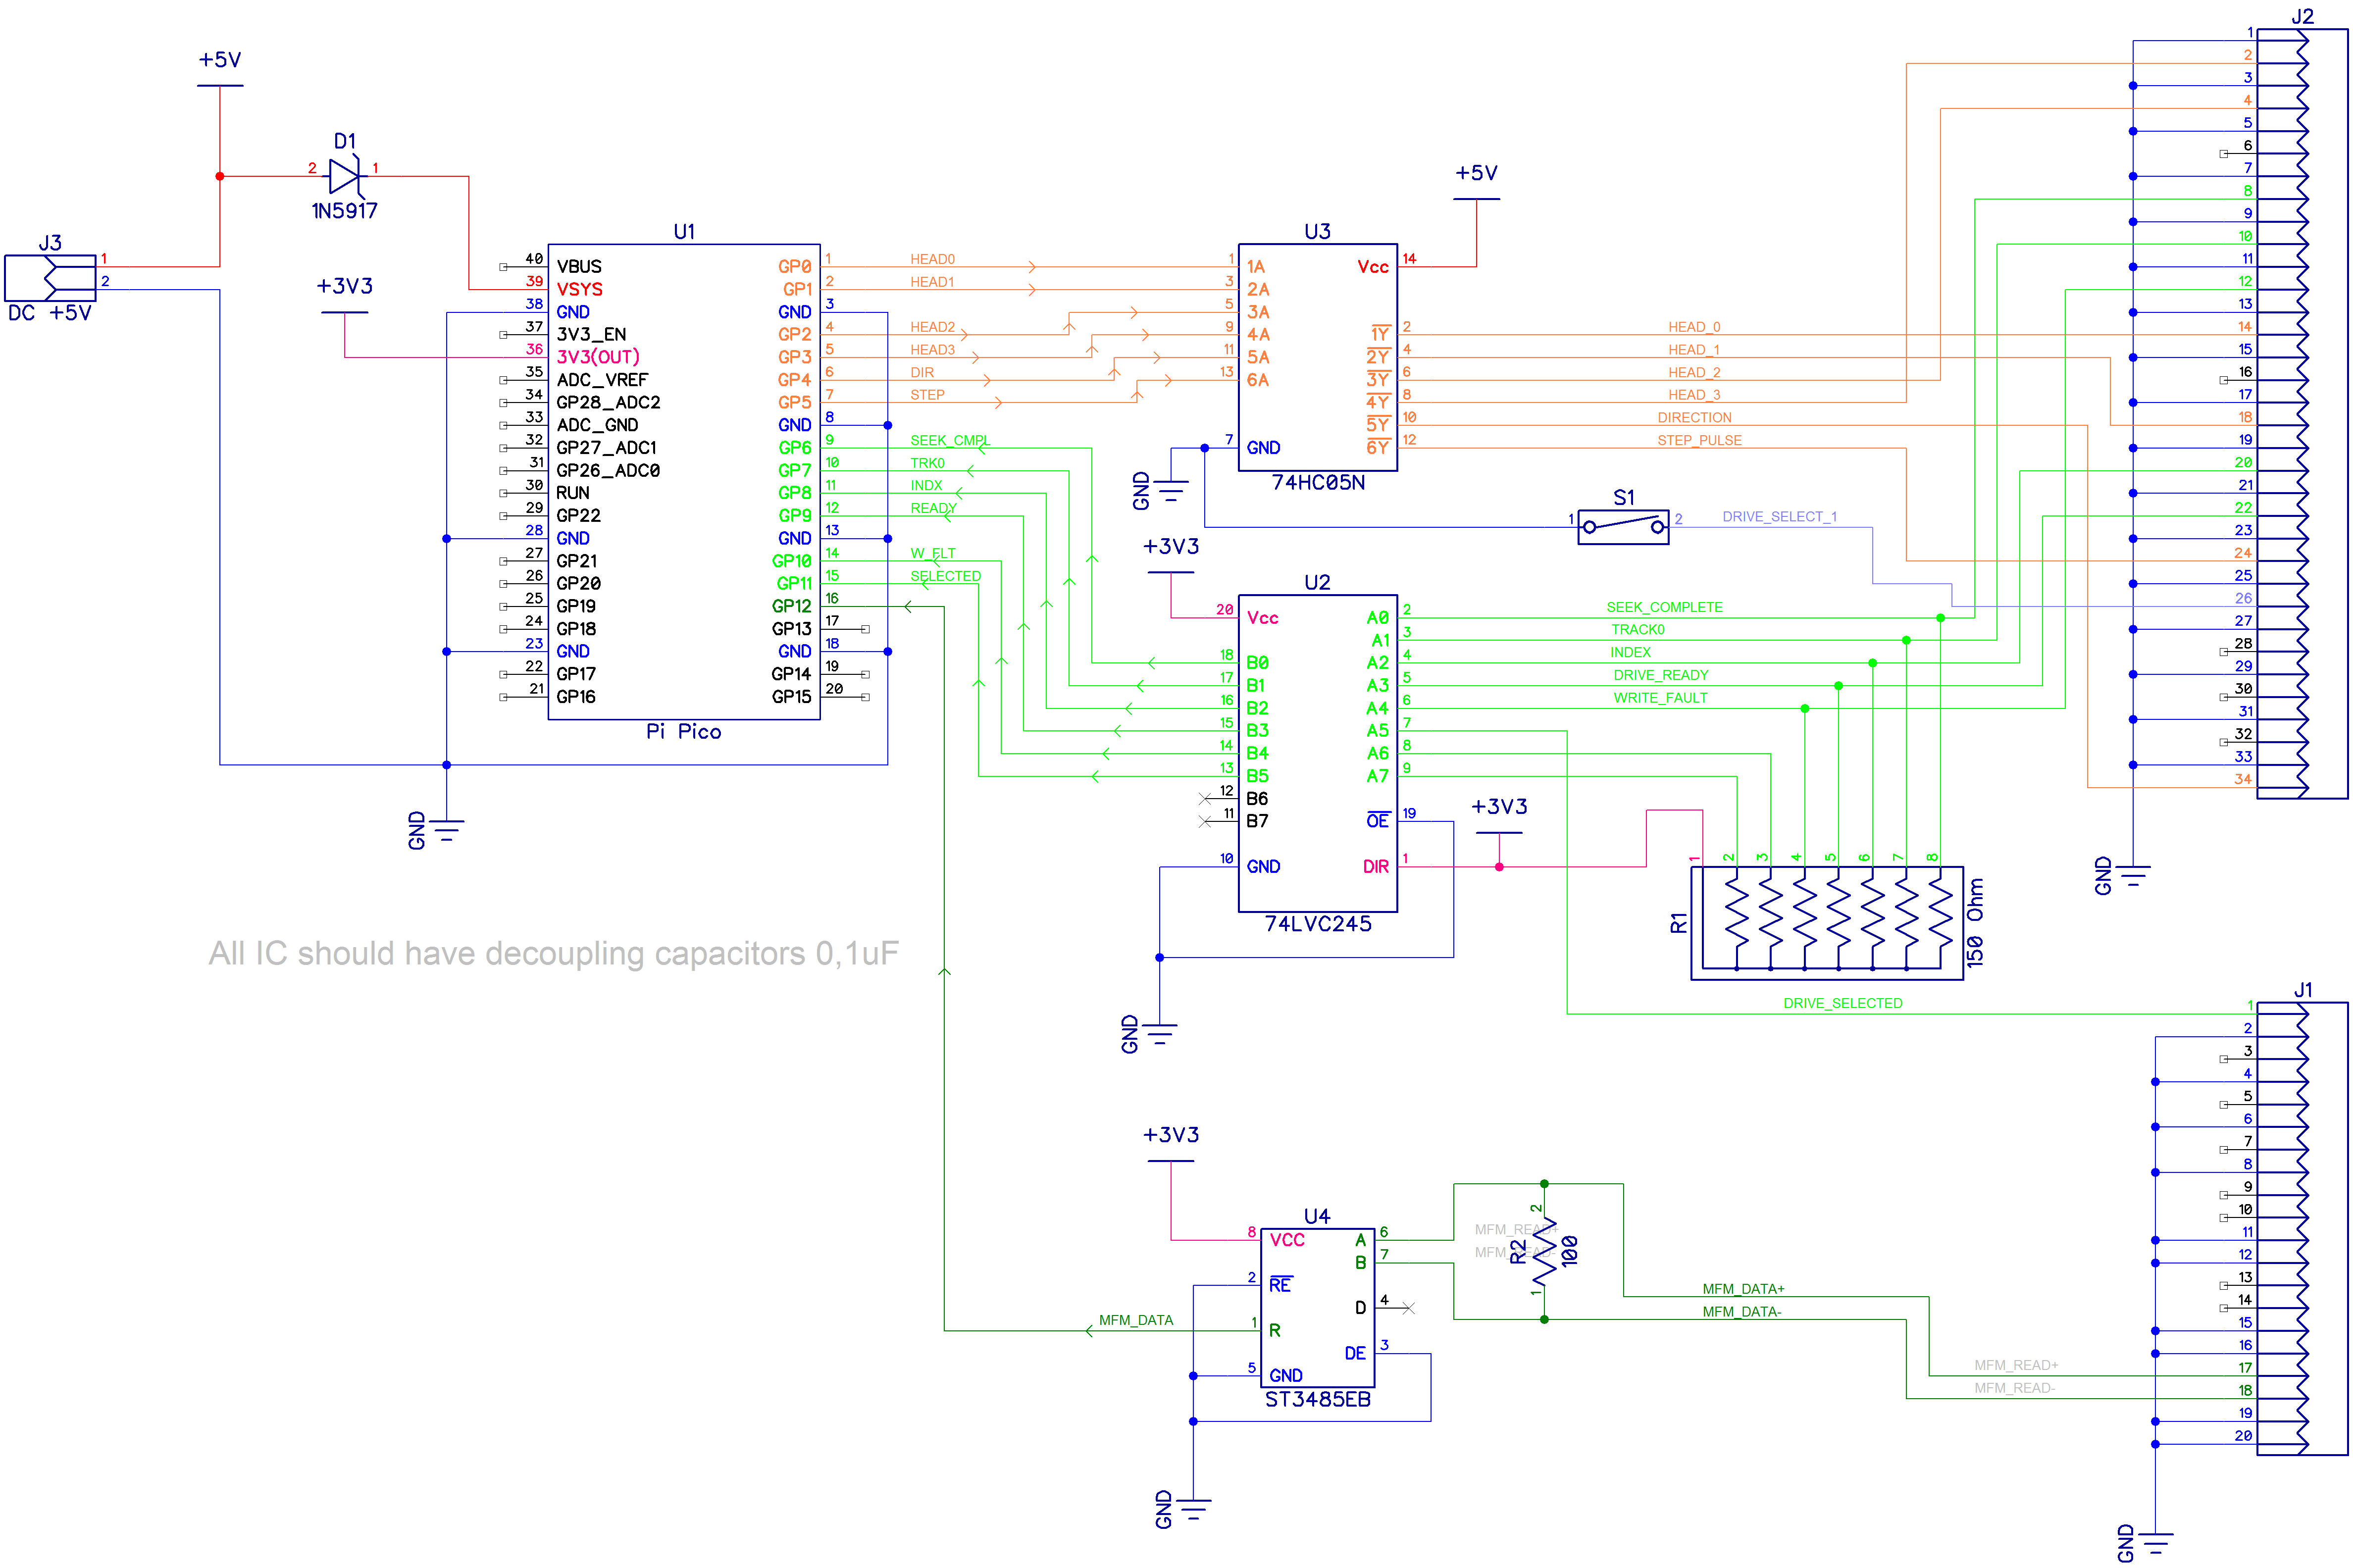 +5V
D1
2
1
1N5917
J3
1
2
DC +5V
+3V3
U1
40 VBUS
39 VSYS
38 GND
37 3V3_EN
36 3V3(OUT)
35 ADC_VREF
34 GP28_ADC2
33 ADC_GND
32 GP27_ADC1
31 GP26_ADC0
30 RUN
29 GP22
28 GND
27 GP21
26 GP20
25 GP19
24 GP18
23 GND
22 GP17
21 GP16
GP0 1 HEAD0
GP1 2 HEAD1
GND 3
GP2 4 HEAD2
GP3 5 HEAD3
GP4 6 DIR
GP5 7 STEP
GND 8
GP6 9 SEEK_CMPL
GP7 10 TRK0
GP8 11 INDX
GP9 12 READY
GND 13
GP10 14 W_FLT
GP11 15 SELECTED
GP12 16
GP13 17
GND 18
GP14 19
GP15 20
Pi Pico
GND
All IC should have decoupling capacitors 0,1uF
+5V
U3
1 1A
3 2A
5 3A
9 4A
11 5A
13 6A
7 GND
Vcc 14
1Y 2 HEAD_0
2Y 4 HEAD_1
3Y 6 HEAD_2
4Y 8 HEAD_3
5Y 10 DIRECTION
6Y 12 STEP_PULSE
74HC05N
GND
S1
1
2
DRIVE_SELECT_1
+3V3
U2
20 Vcc
18 B0
17 B1
16 B2
15 B3
14 B4
13 B5
12 B6
11 B7
10 GND
A0 2 SEEK_COMPLETE
A1 3 TRACK0
A2 4 INDEX
A3 5 DRIVE_READY
A4 6 WRITE_FAULT
A5 7
A6 8
A7 9
OE 19
DIR 1
74LVC245
GND
+3V3
1 2 3 4 5 6 7 8
R1
150 Ohm
DRIVE_SELECTED
+3V3
U4
8 VCC
2 RE
1 R
5 GND
A 6
B 7
D 4
DE 3
ST3485EB
MFM_DATA
GND
MFM_READ+
MFM_READ-
2
R2
100
1
MFM_DATA+
MFM_DATA-
MFM_READ+
MFM_READ-
J2
1
2
3
4
5
6
7
8
9
10
11
12
13
14
15
16
17
18
19
20
21
22
23
24
25
26
27
28
29
30
31
32
33
34
GND
J1
1
2
3
4
5
6
7
8
9
10
11
12
13
14
15
16
17
18
19
20
GND